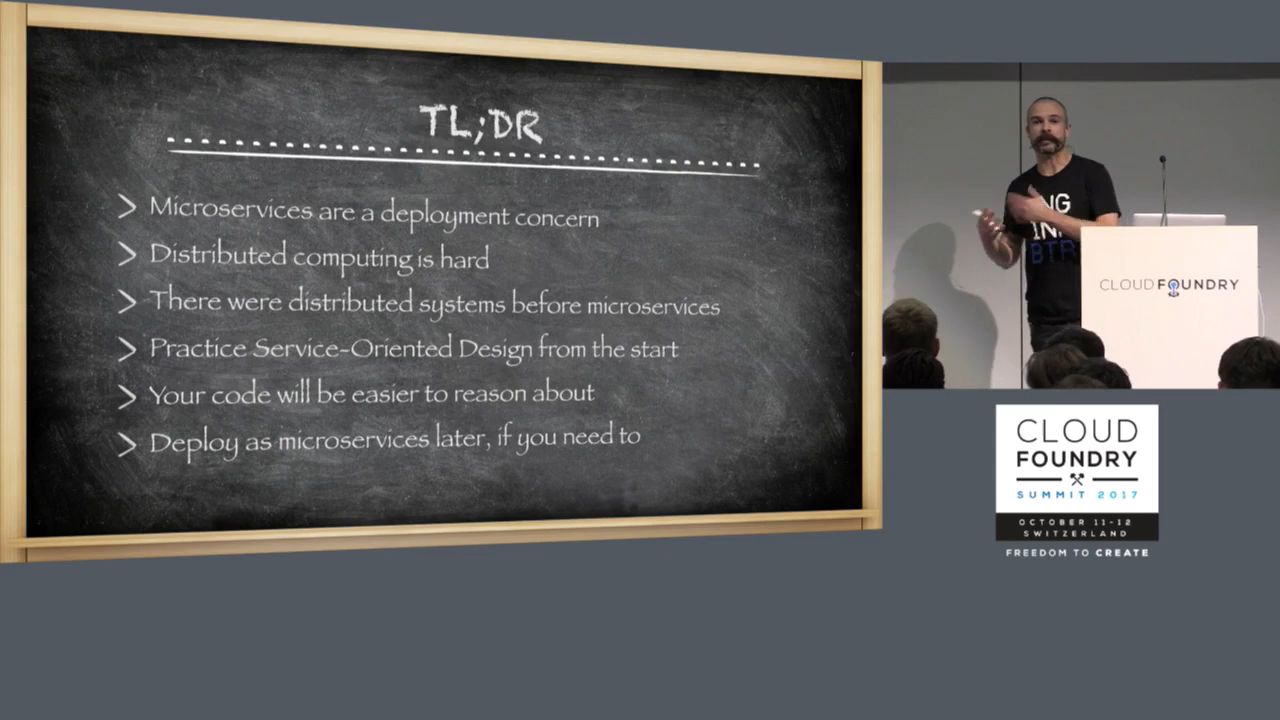 TL;DR
Microservices are a deployment concern
Distributed computing is hard
There were distributed systems before microservices
Practice Service-Oriented Design from the start
Your code will be easier to reason about
Deploy as microservices later, if you need to
CLOUD FOUNDRY
CLOUD
FOUNDRY
SUMMIT 2017
OCTOBER 11-12
SWITZERLAND
FREEDOM TO CREATE